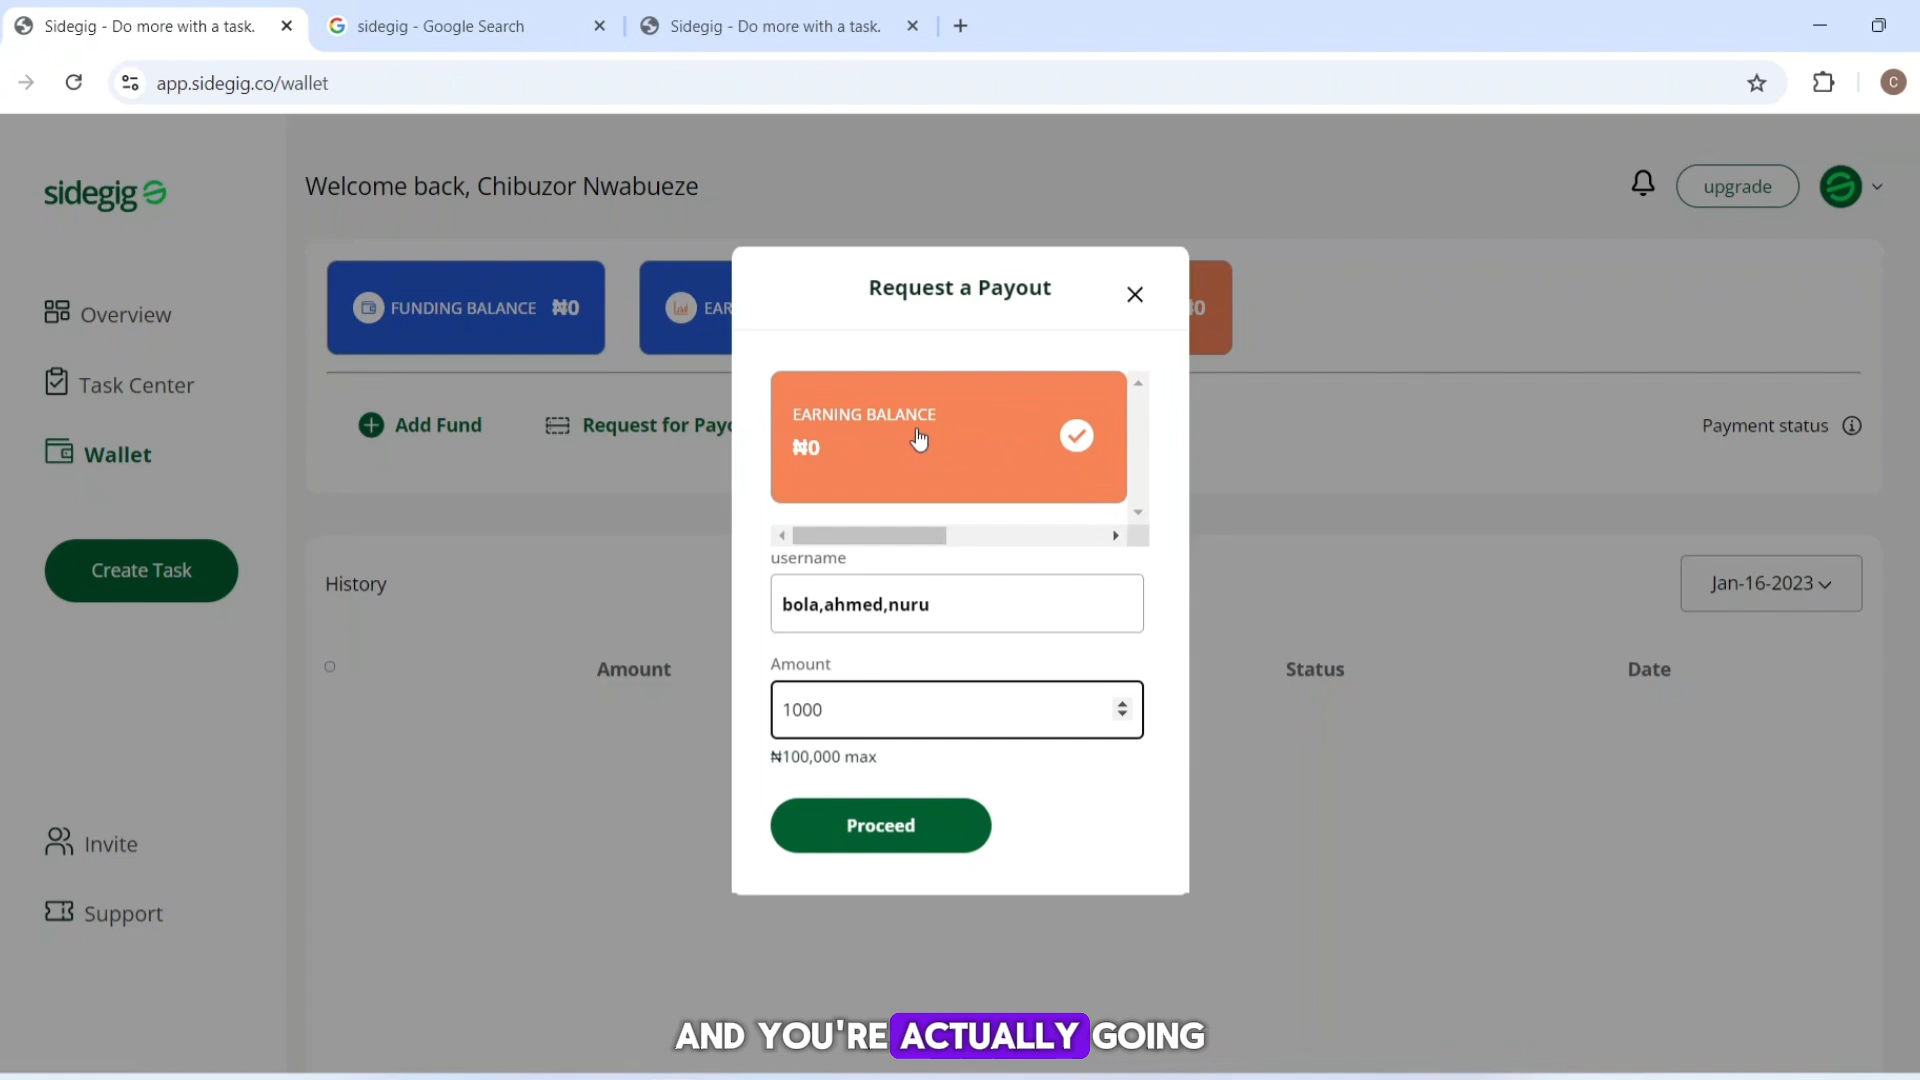 Sidegig - Do more with a task.
sidegig - Google Search
Sidegig - Do more with a task.
app.sidegig.co/wallet
C
sidegig
Welcome back, Chibuzor Nwabueze
upgrade
Overview
Task Center
Wallet
Create Task
Invite
Support
FUNDING BALANCE ₦0
EAR
₦0
Add Fund
Request for Payo
Payment status
History
Jan-16-2023
Amount
Status
Date
Request a Payout
EARNING BALANCE
₦0
username
bola,ahmed,nuru
Amount
1000
₦100,000 max
Proceed
AND YOU'RE ACTUALLY GOING